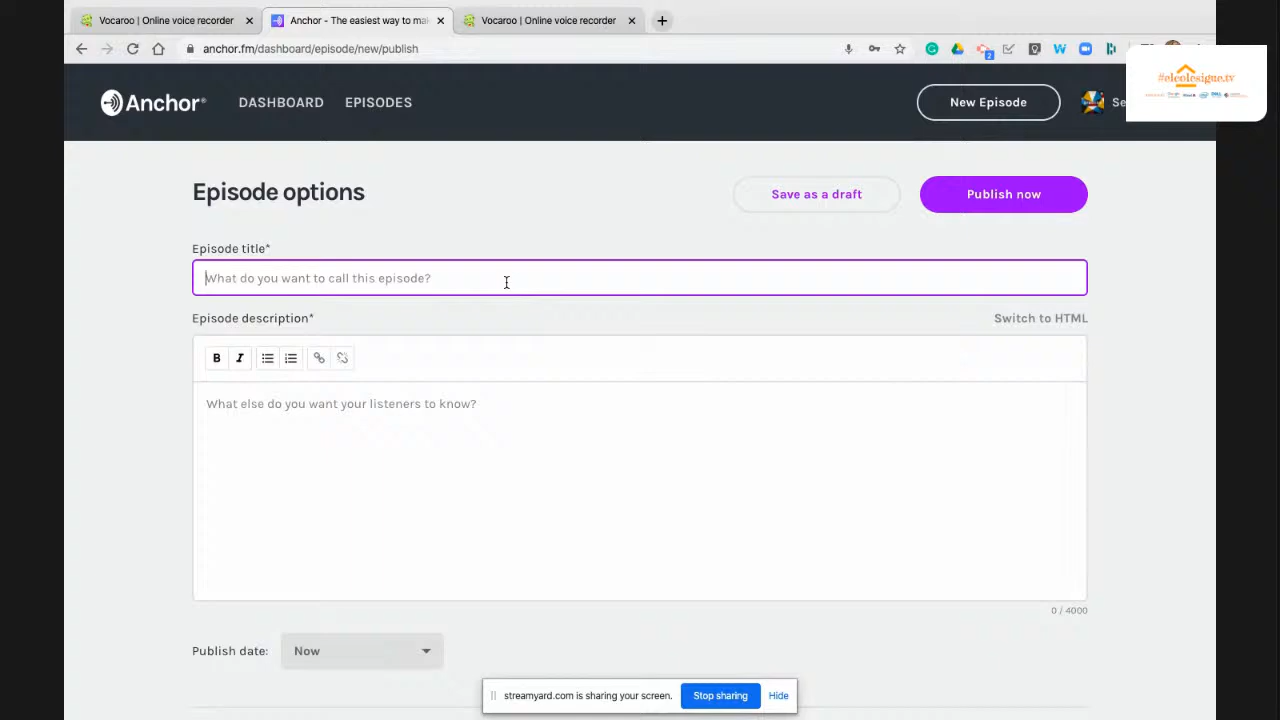 Vocaroo | Online voice recorder
Anchor - The easiest way to ma
Vocaroo | Online voice recorder
anchor.fm/dashboard/episode/new/publish
#elcolesigue.tv
Anchor
DASHBOARD
EPISODES
New Episode
Se
Episode options
Save as a draft
Publish now
Episode title*
What do you want to call this episode?
Episode description*
Switch to HTML
B I
What else do you want your listeners to know?
0 / 4000
Publish date:
Now
streamyard.com is sharing your screen.
Stop sharing
Hide